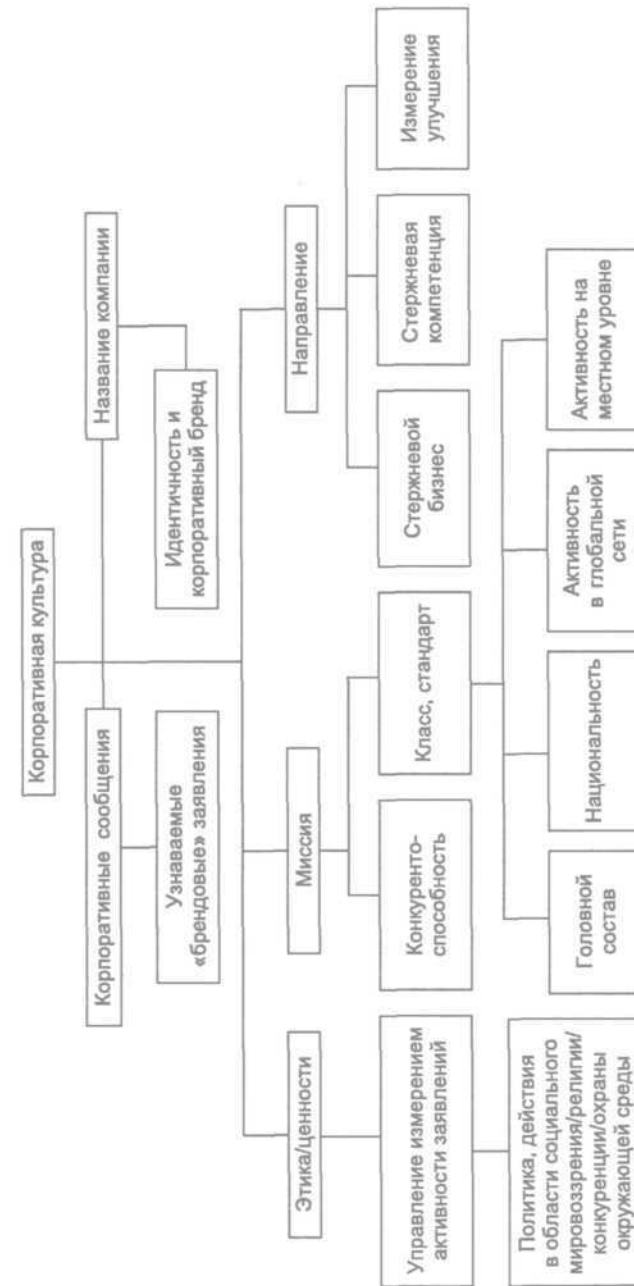 Корпоративная культура
Корпоративные сообщения
Название компании
Узнаваемые
«брендовые» заявления
Идентичность и
корпоративный бренд
Этика/ценности
Миссия
Направление
Управление измерением
активности заявлений
Конкуренто-
способность
Класс, стандарт
Стержневой
бизнес
Стержневая
компетенция
Измерение
улучшения
Политика, действия
в области социального
мировоззрения/религии/
конкуренции/охраны
окружающей среды
Головной
состав
Национальность
Активность
в глобальной
сети
Активность на
местном уровне